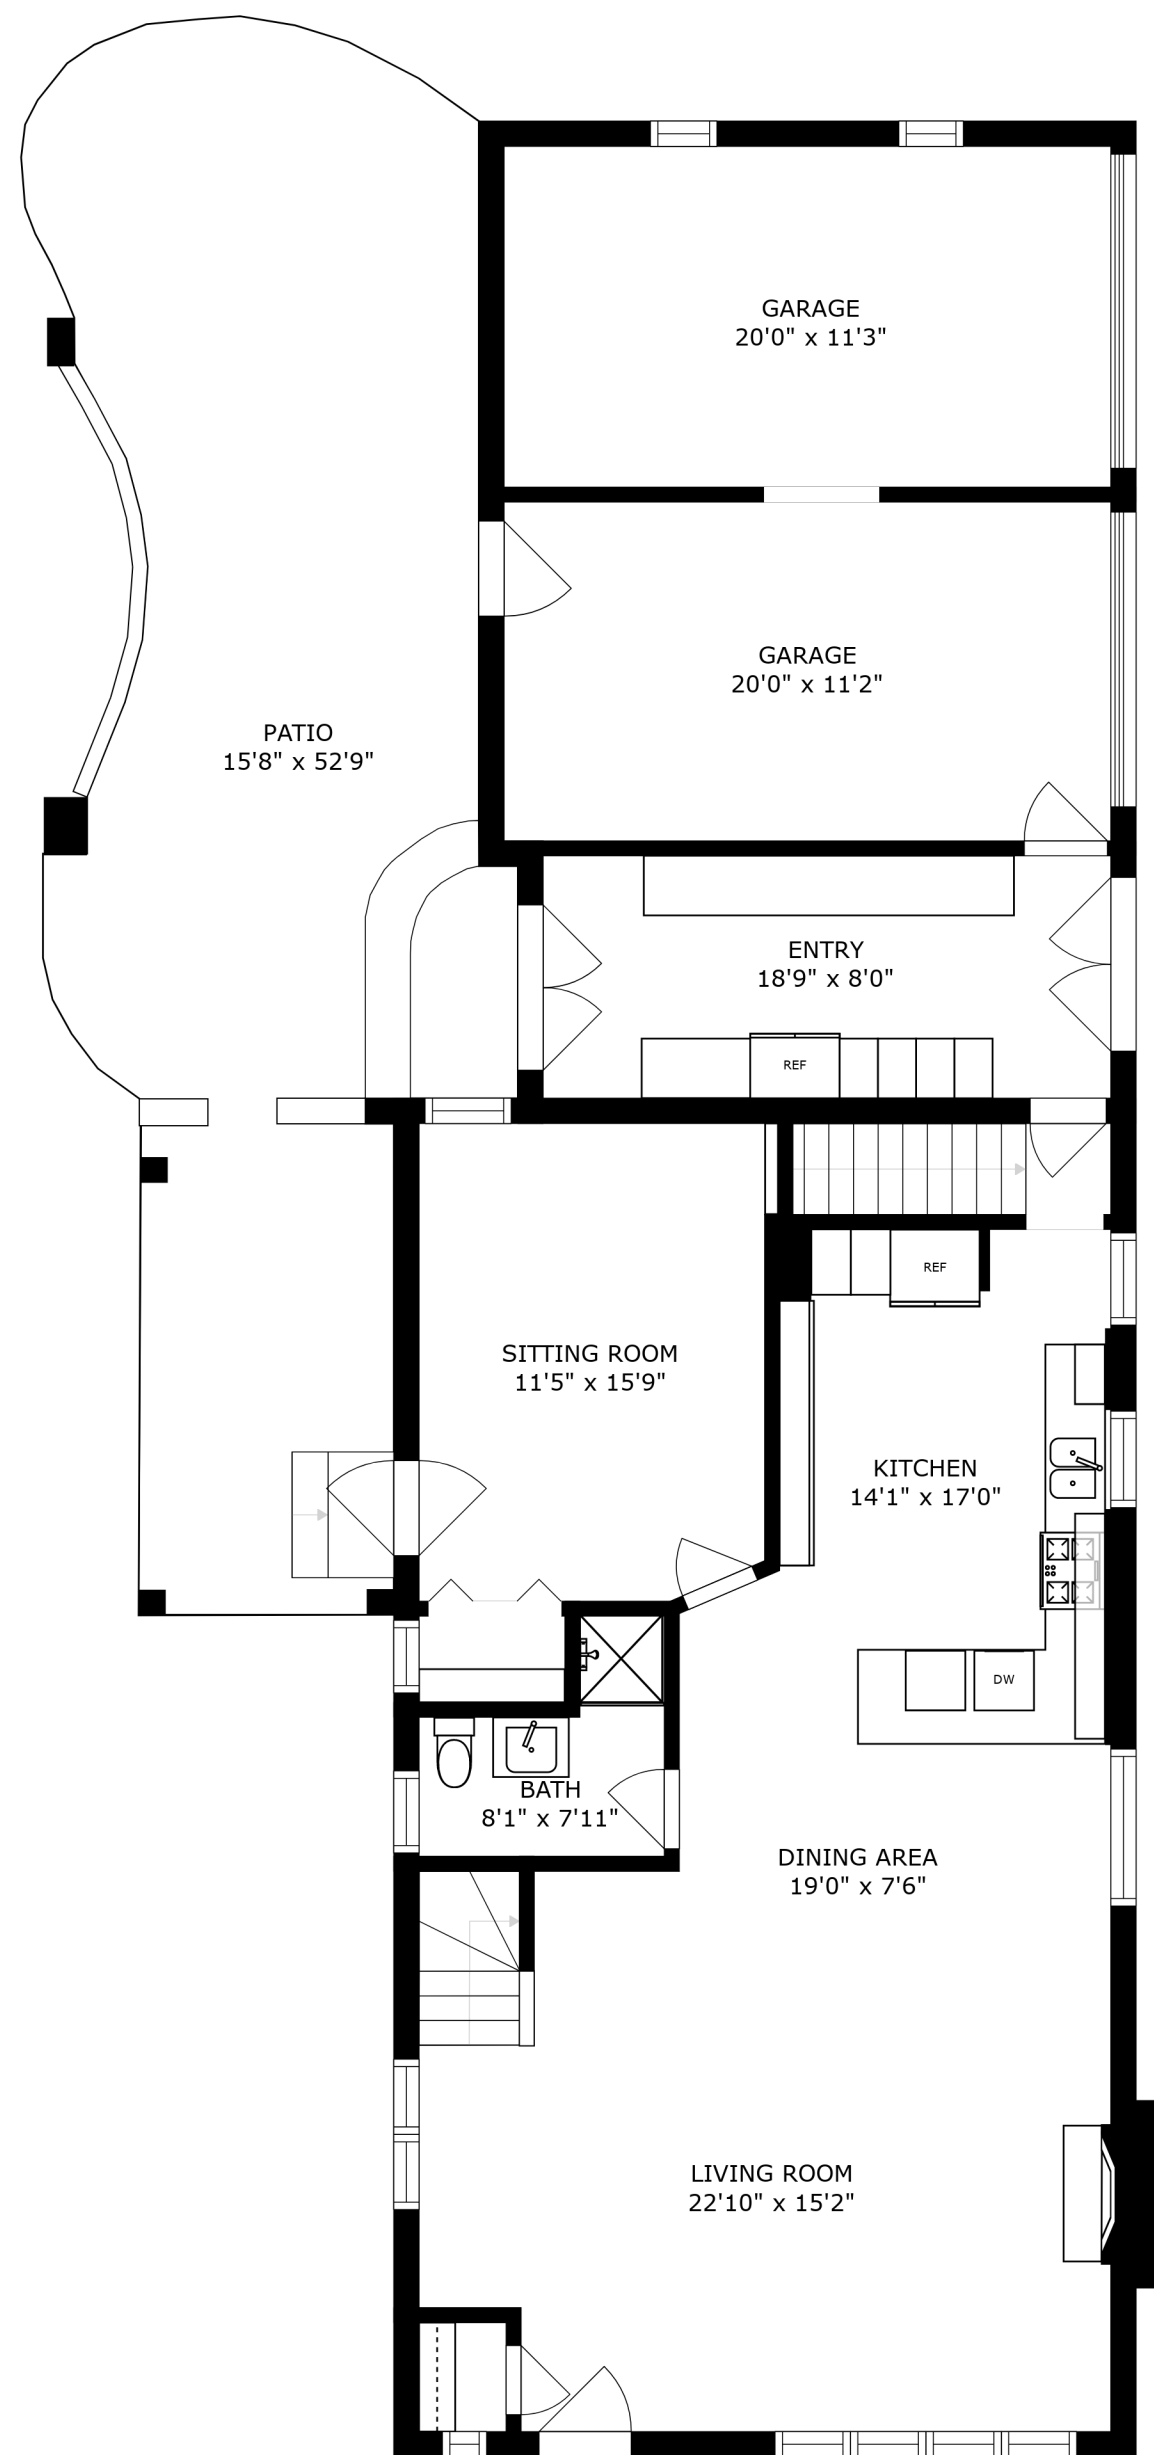 GARAGE
20'0" x 11'3"
GARAGE
20'0" x 11'2"
PATIO
15'8" x 52'9"
ENTRY
18'9" x 8'0"
REF
REF
SITTING ROOM
11'5" x 15'9"
KITCHEN
14'1" x 17'0"
DW
BATH
8'1" x 7'11"
DINING AREA
19'0" x 7'6"
LIVING ROOM
22'10" x 15'2"